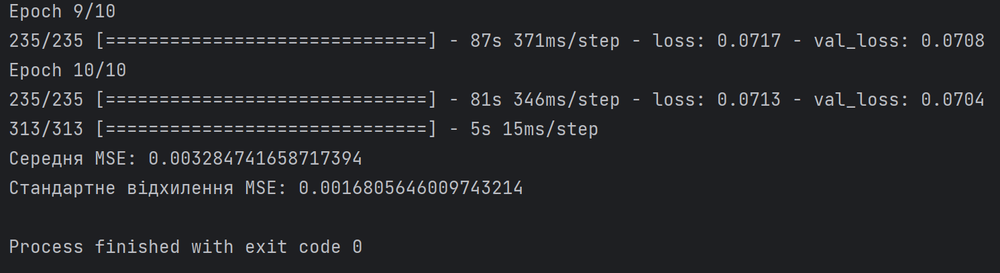 Epoch 9/10
235/235 [==============================] - 87s 371ms/step - loss: 0.0717 - val_loss: 0.0708
Epoch 10/10
235/235 [==============================] - 81s 346ms/step - loss: 0.0713 - val_loss: 0.0704
313/313 [==============================] - 5s 15ms/step
Середня MSE: 0.003284741658717394
Стандартне відхилення MSE: 0.0016805646009743214
Process finished with exit code 0